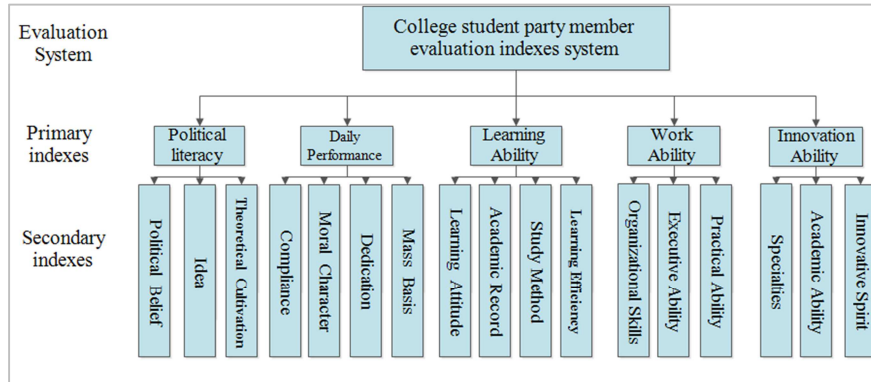 Evaluation
System
College student party member
evaluation indexes system
Primary
indexes
Political
literacy
Daily
Performance
Learning
Ability
Work
Ability
Innovation
Ability
Secondary
indexes
Political Belief
Idea
Theoretical Cultivation
Compliance
Moral Character
Dedication
Mass Basis
Learning Attitude
Academic Record
Study Method
Learning Efficiency
Organizational Skills
Executive Ability
Practical Ability
Specialties
Academic Ability
Innovative Spirit